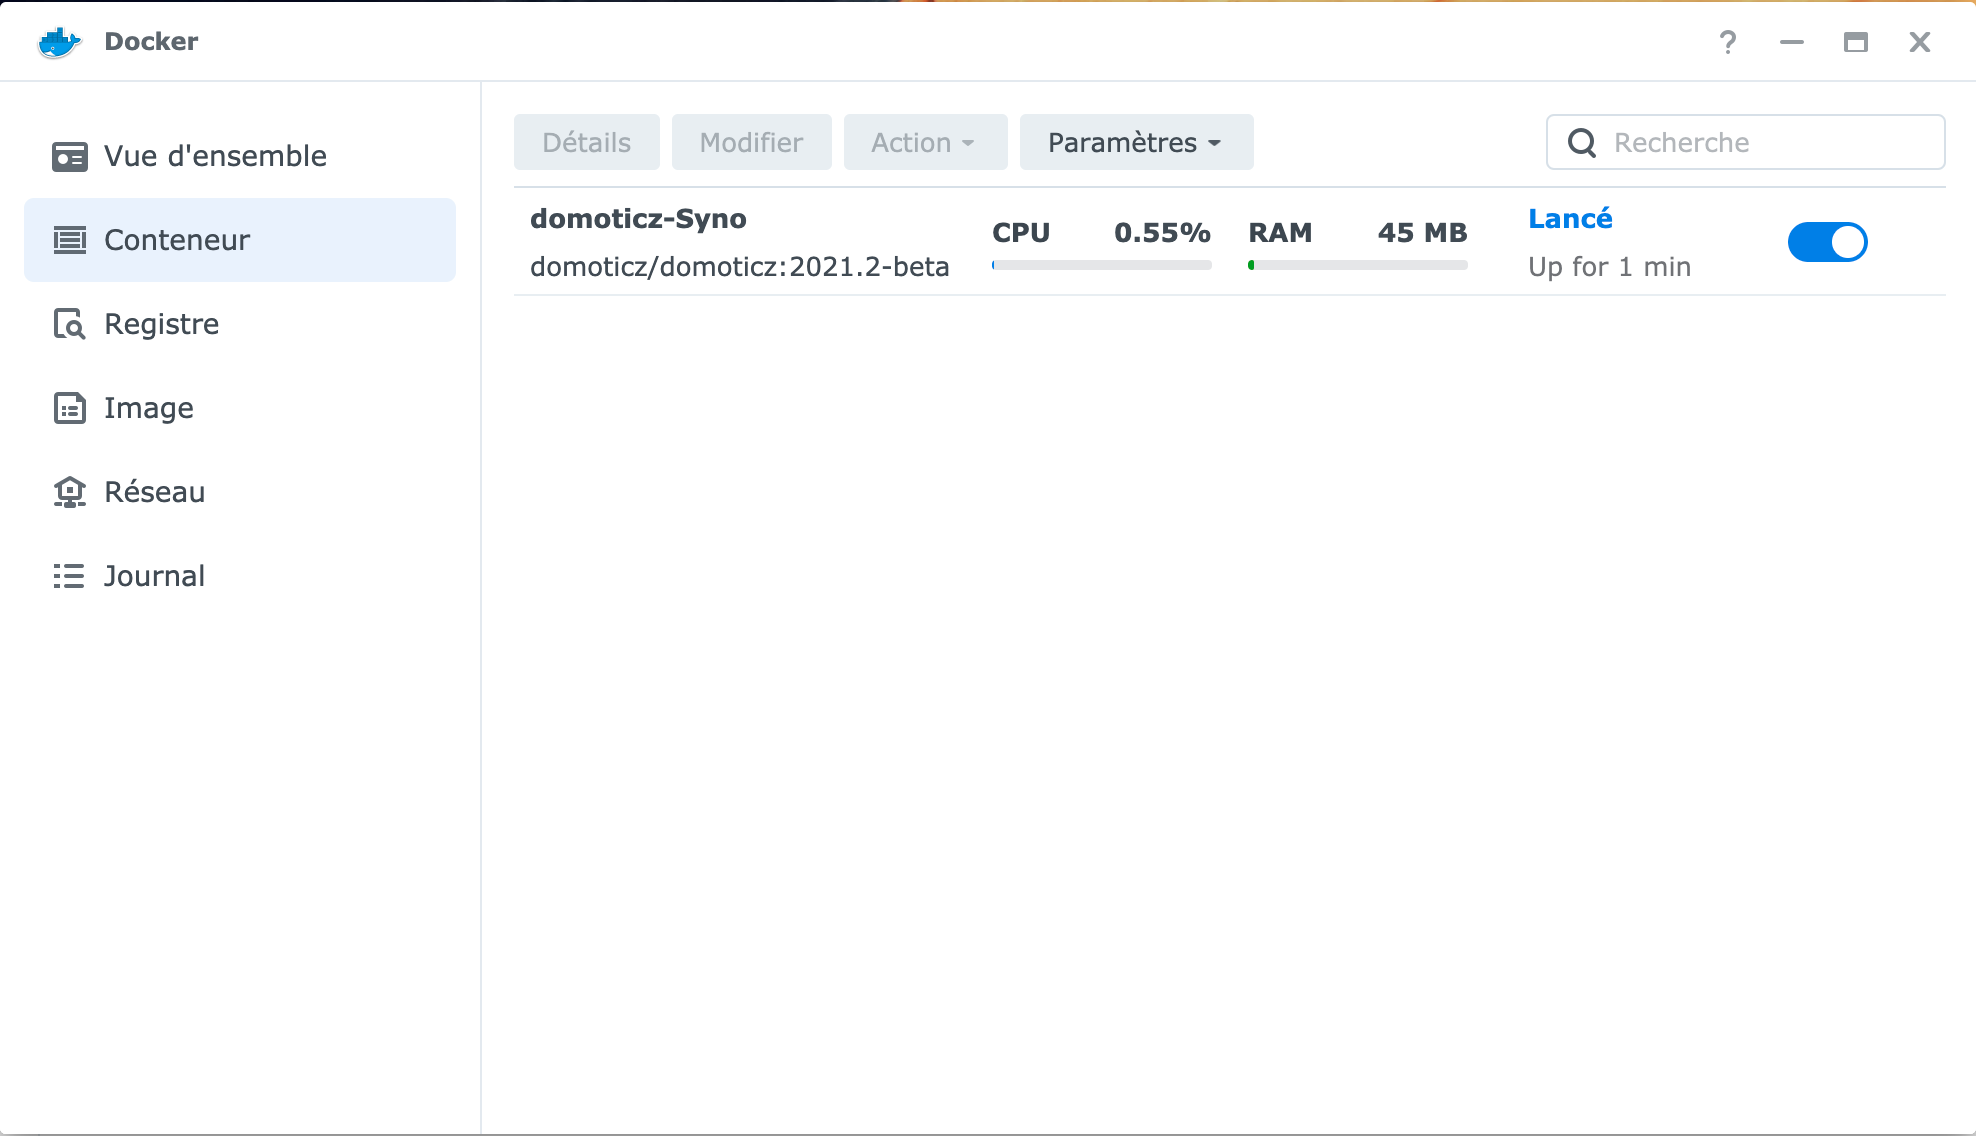 Docker
Vue d'ensemble
Conteneur
Registre
Image
Réseau
Journal
Détails
Modifier
Action
Paramètres
Recherche
domoticz-Syno
domoticz/domoticz:2021.2-beta
CPU 0.55%
RAM 45 MB
Lancé
Up for 1 min